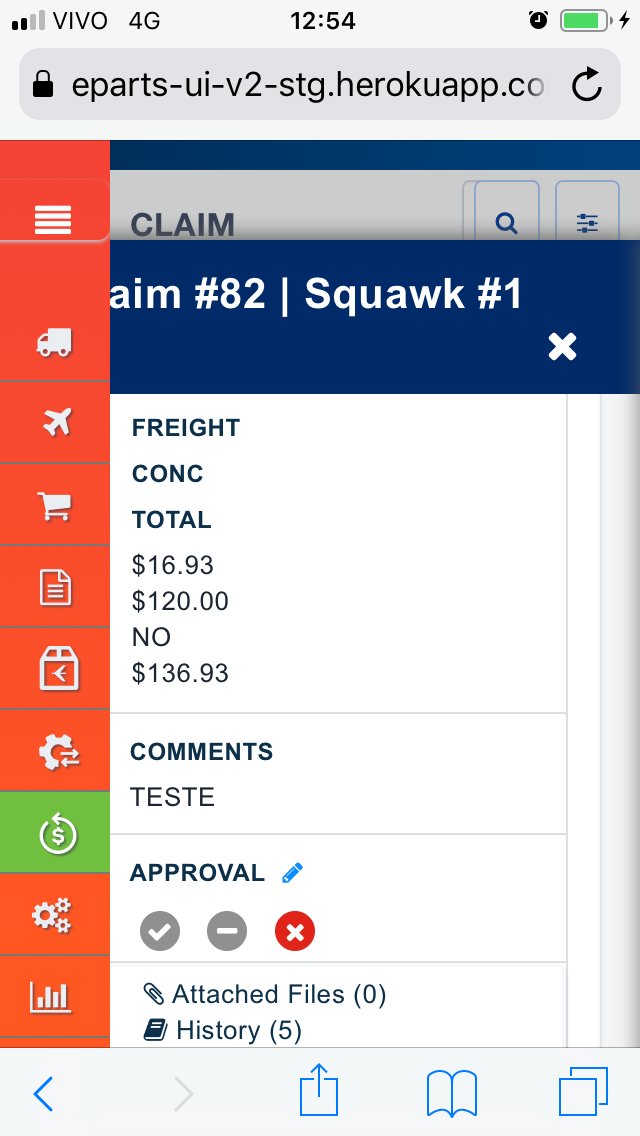 VIVO 4G 12:54
eparts-ui-v2-stg.herokuapp.co
CLAIM
aim #82 | Squawk #1
FREIGHT
CONC
TOTAL
$16.93
$120.00
NO
$136.93
COMMENTS
TESTE
APPROVAL
Attached Files (0)
History (5)